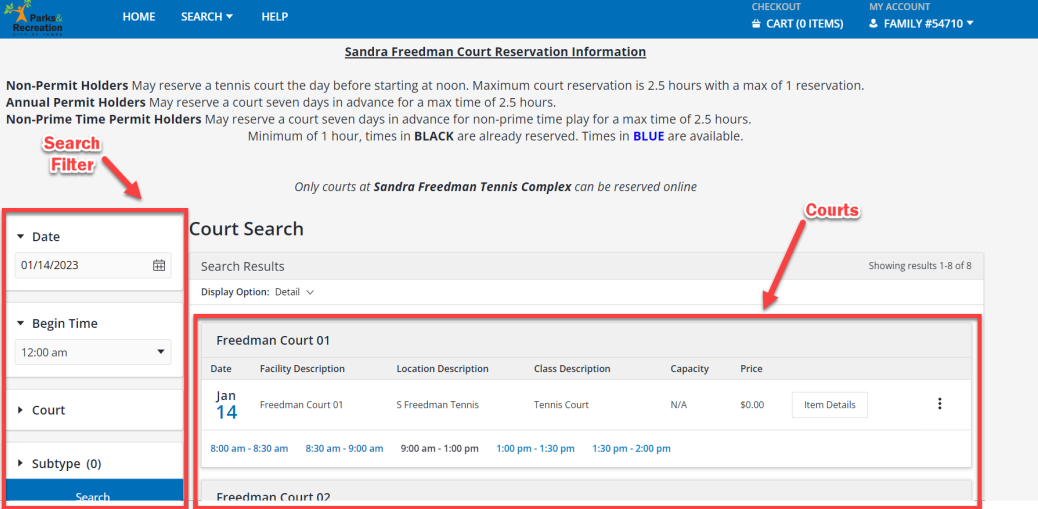 Parks &
Recreation
CITY OF TAMPA
HOME
SEARCH
HELP
CHECKOUT
CART (0 ITEMS)
MY ACCOUNT
FAMILY #54710
Sandra Freedman Court Reservation Information
Non-Permit Holders May reserve a tennis court the day before starting at noon. Maximum court reservation is 2.5 hours with a max of 1 reservation.
Annual Permit Holders May reserve a court seven days in advance for a max time of 2.5 hours.
Non-Prime Time Permit Holders May reserve a court seven days in advance for non-prime time play for a max time of 2.5 hours.
Minimum of 1 hour, times in BLACK are already reserved. Times in BLUE are available.
Search
Filter
Only courts at Sandra Freedman Tennis Complex can be reserved online
Courts
Date
01/14/2023
Begin Time
12:00 am
Court
Subtype (0)
Search
Court Search
Search Results
Showing results 1-8 of 8
Display Option: Detail
Freedman Court 01
Date Facility Description Location Description Class Description Capacity Price
Jan
14
Freedman Court 01 S Freedman Tennis Tennis Court N/A $0.00 Item Details
8:00 am - 8:30 am 8:30 am - 9:00 am 9:00 am - 1:00 pm 1:00 pm - 1:30 pm 1:30 pm - 2:00 pm
Freedman Court 02